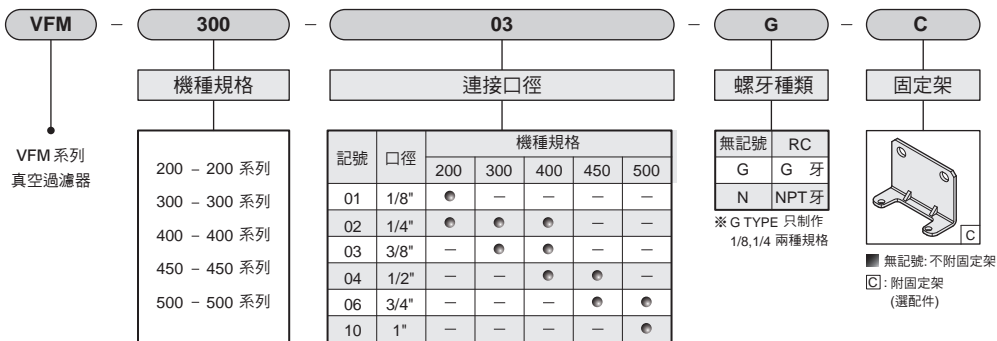 VFM – 300 – 03 – G – C
機種規格 連接口徑 螺牙種類 固定架
VFM 系列
真空過濾器
200 – 200 系列
300 – 300 系列
400 – 400 系列
450 – 450 系列
500 – 500 系列
記號 口徑 機種規格
200 300 400 450 500
01 1/8" ● – – – –
02 1/4" ● ● ● – –
03 3/8" – ● ● – –
04 1/2" – – ● ● –
06 3/4" – – – ● ●
10 1" – – – – ●
無記號 RC
G G 牙
N NPT牙
※ G TYPE 只制作
1/8,1/4 兩種規格
C
■ 無記號: 不附固定架
C : 附固定架
(選配件)